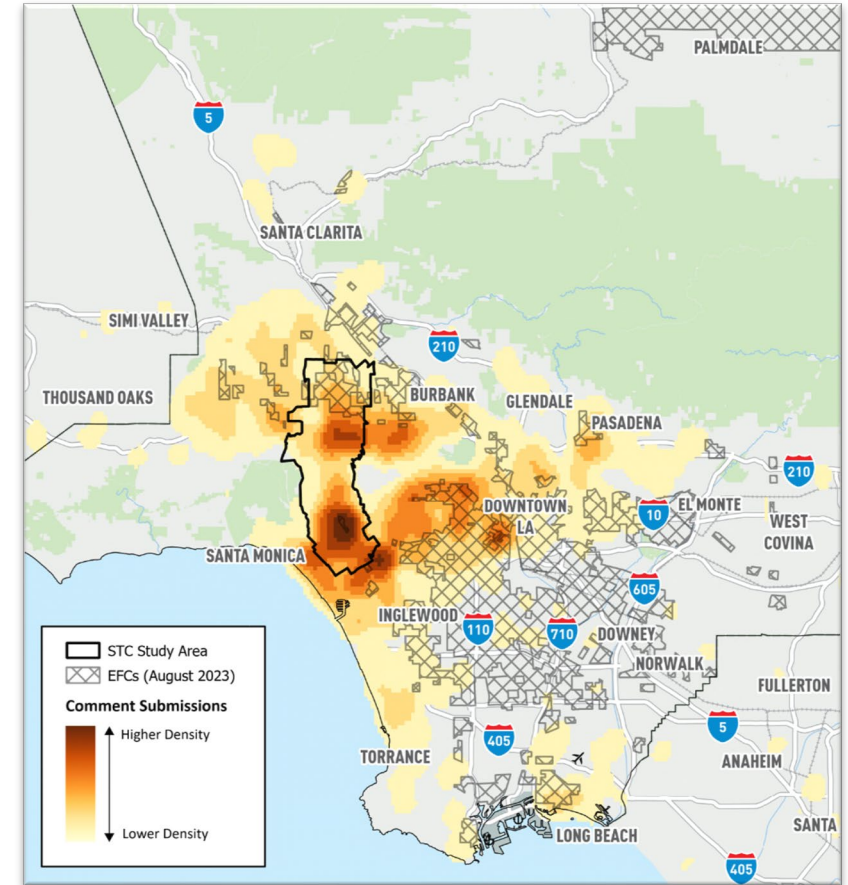 PALMDALE
5
SANTA CLARITA
SIMI VALLEY
210
THOUSAND OAKS
BURBANK
GLENDALE
PASADENA
210
DOWNTOWN
LA
10
EL MONTE
WEST
COVINA
SANTA MONICA
605
INGLEWOOD
110
710
DOWNEY
NORWALK
FULLERTON
5
405
TORRANCE
ANAHEIM
LONG BEACH
SANTA
405
STC Study Area
EFCs (August 2023)
Comment Submissions
Higher Density
Lower Density